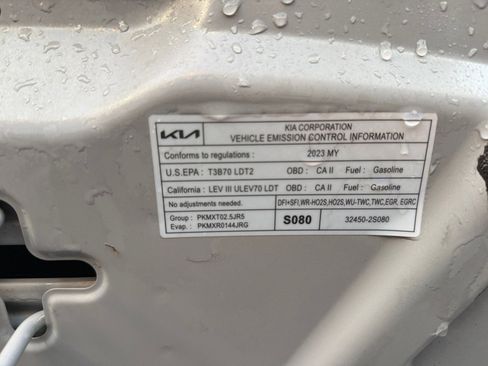 KIA
KIA CORPORATION
VEHICLE EMISSION CONTROL INFORMATION
Conforms to regulations : 2023 MY
U.S.EPA : T3B70 LDT2 OBD : CA II Fuel : Gasoline
California : LEV III ULEV70 LDT OBD : CA II Fuel : Gasoline
No adjustments needed. DFI+SFI,WR-HO2S,HO2S,WU-TWC,TWC,EGR, EGRC
Group : PKMXT02.5JR5 S080 32450-2S080
Evap. : PKMXR0144JRG